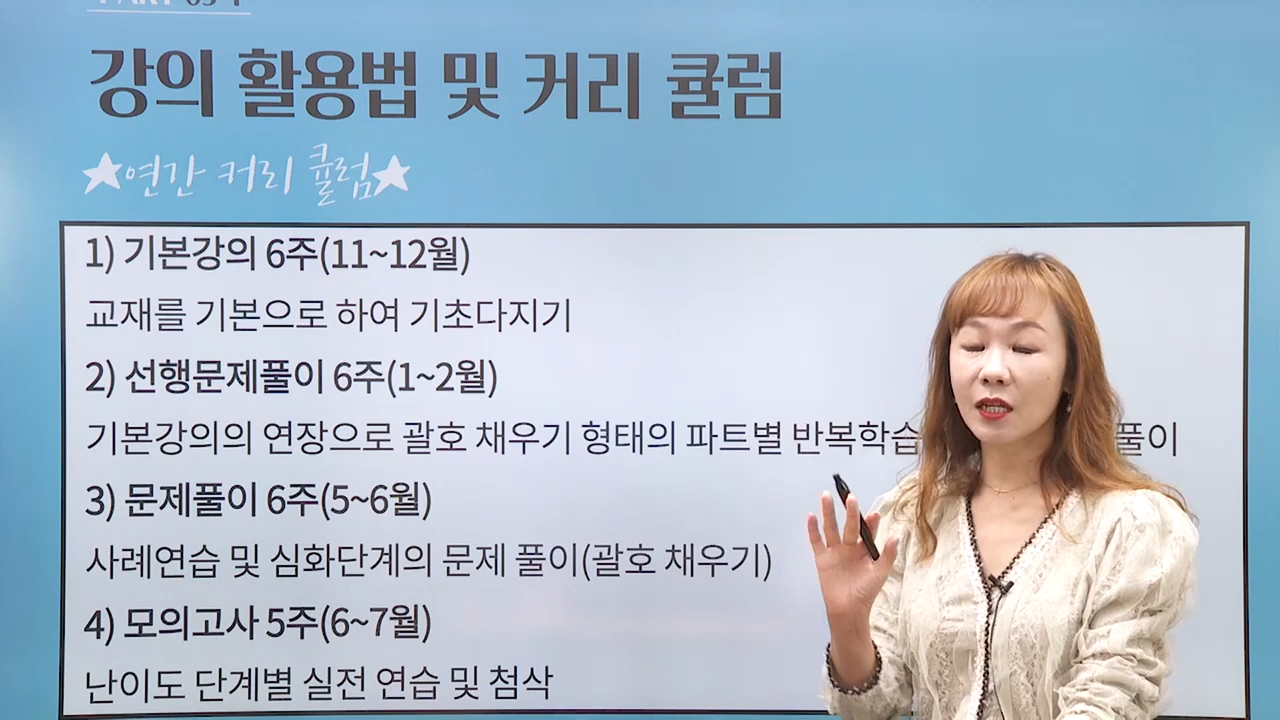 강의 활용법 및 커리 큘럼
★연간 커리 큘럼★
1) 기본강의 6주(11~12월)
교재를 기본으로 하여 기초다지기
2) 선행문제풀이 6주(1~2월)
기본강의의 연장으로 괄호 채우기 형태의 파트별 반복학습 풀이
3) 문제풀이 6주(5~6월)
사례연습 및 심화단계의 문제 풀이(괄호 채우기)
4) 모의고사 5주(6~7월)
난이도 단계별 실전 연습 및 첨삭